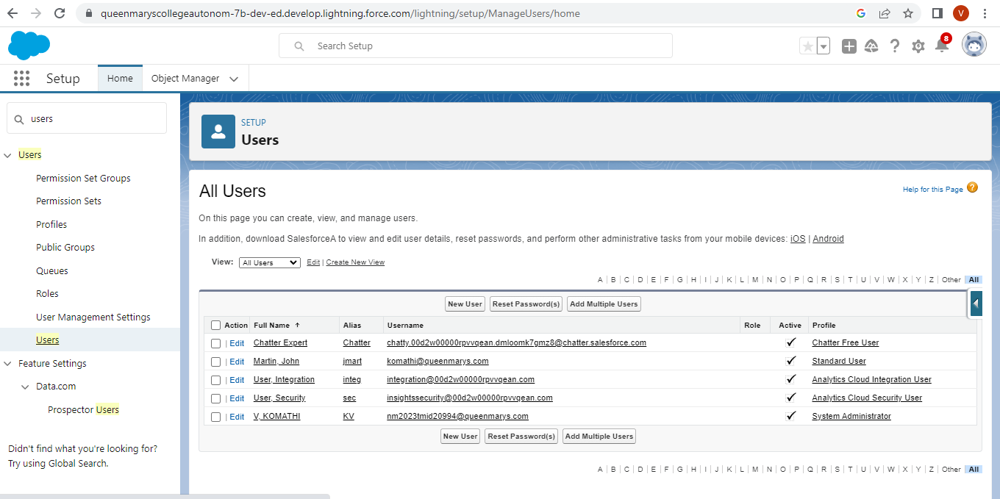 queenmaryscollegeautonom-7b-dev-ed.develop.lightning.force.com/lightning/setup/ManageUsers/home
V
Search Setup
8
Setup
Home
Object Manager
users
Users
Permission Set Groups
Permission Sets
Profiles
Public Groups
Queues
Roles
User Management Settings
Users
Feature Settings
Data.com
Prospector Users
Didn't find what you're looking for?
Try using Global Search.
SETUP
Users
All Users
Help for this Page ?
On this page you can create, view, and manage users.
In addition, download SalesforceA to view and edit user details, reset passwords, and perform other administrative tasks from your mobile devices: iOS | Android
View: All Users Edit | Create New View
A | B | C | D | E | F | G | H | I | J | K | L | M | N | O | P | Q | R | S | T | U | V | W | X | Y | Z | Other | All
New User Reset Password(s) Add Multiple Users
Action Full Name ↑ Alias Username Role Active Profile
| Edit Chatter Expert Chatter chatty.00d2w00000rpvvqean.dmloomk7gmz8@chatter.salesforce.com ✓ Chatter Free User
| Edit Martin, John jmart komathi@queenmarys.com ✓ Standard User
| Edit User, Integration integ integration@00d2w00000rpvvqean.com ✓ Analytics Cloud Integration User
| Edit User, Security sec insightssecurity@00d2w00000rpvvqean.com ✓ Analytics Cloud Security User
| Edit V, KOMATHI KV nm2023tmid20994@queenmarys.com ✓ System Administrator
New User Reset Password(s) Add Multiple Users
A | B | C | D | E | F | G | H | I | J | K | L | M | N | O | P | Q | R | S | T | U | V | W | X | Y | Z | Other | All